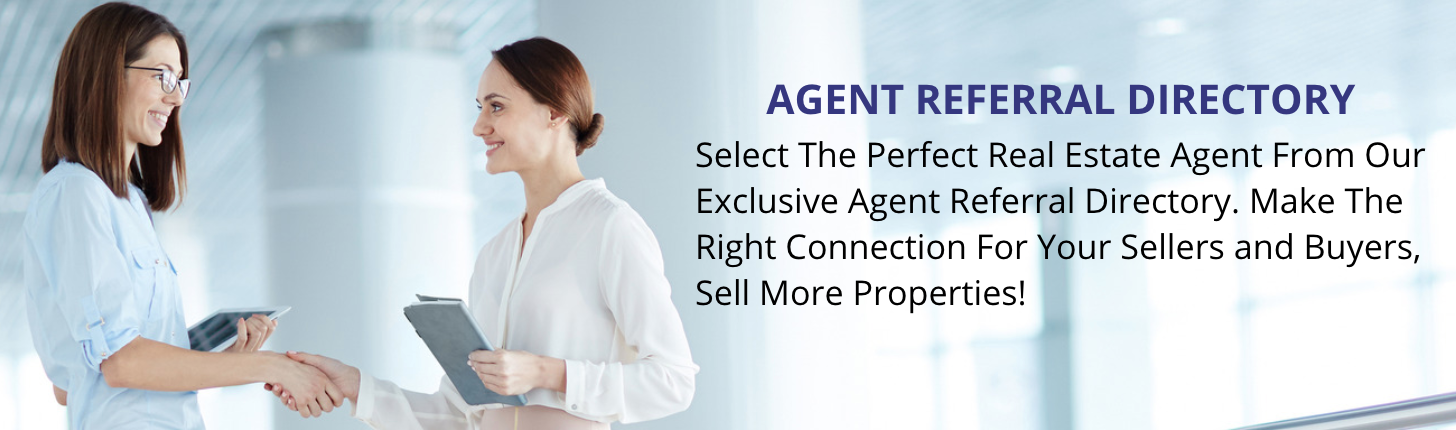 AGENT REFERRAL DIRECTORY
Select The Perfect Real Estate Agent From Our
Exclusive Agent Referral Directory. Make The
Right Connection For Your Sellers and Buyers,
Sell More Properties!